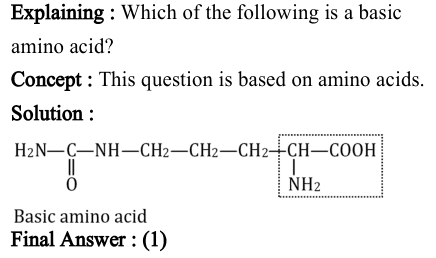 Explaining : Which of the following is a basic
amino acid?
Concept : This question is based on amino acids.
Solution :
H2N—C—NH—CH2—CH2—CH2—CH—COOH
O NH2
Basic amino acid
Final Answer : (1)